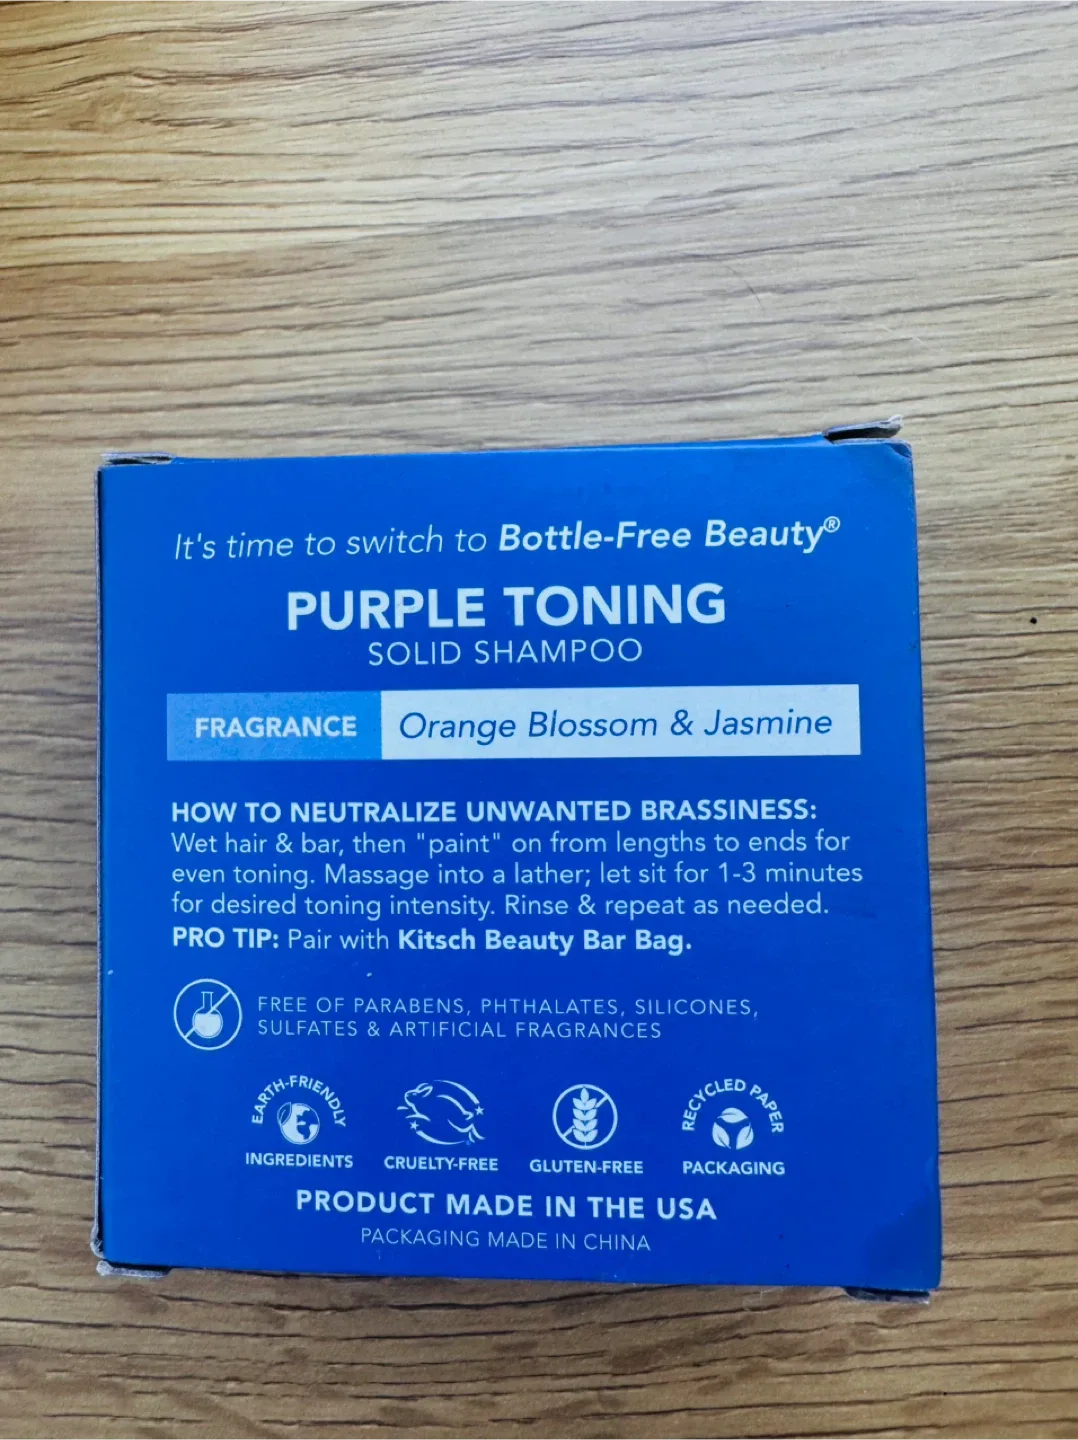 It's time to switch to Bottle-Free Beauty®
PURPLE TONING
SOLID SHAMPOO
FRAGRANCE Orange Blossom & Jasmine
HOW TO NEUTRALIZE UNWANTED BRASSINESS:
Wet hair & bar, then "paint" on from lengths to ends for
even toning. Massage into a lather; let sit for 1-3 minutes
for desired toning intensity. Rinse & repeat as needed.
PRO TIP: Pair with Kitsch Beauty Bar Bag.
FREE OF PARABENS, PHTHALATES, SILICONES,
SULFATES & ARTIFICIAL FRAGRANCES
EARTH-FRIENDLY
INGREDIENTS
CRUELTY-FREE
GLUTEN-FREE
RECYCLED PAPER
PACKAGING
PRODUCT MADE IN THE USA
PACKAGING MADE IN CHINA